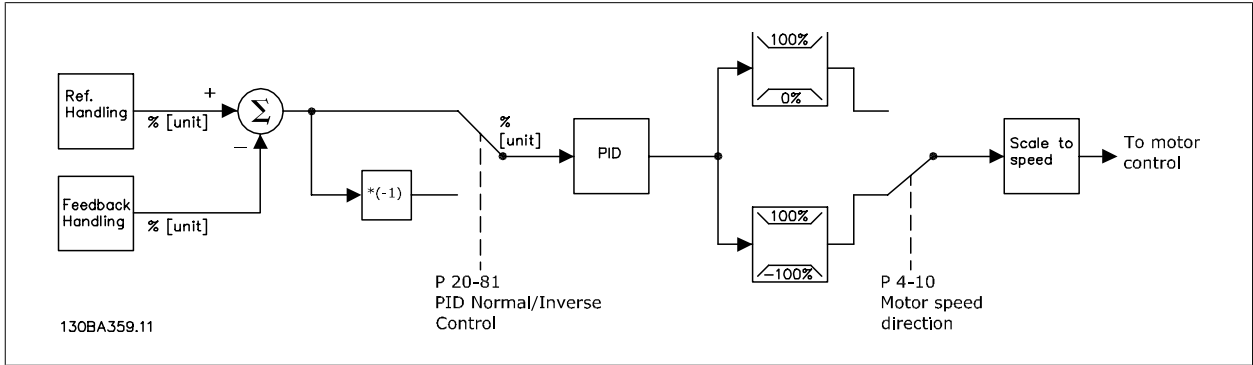 Ref.
Handling
+
% [unit]
Σ
−
Feedback
Handling
% [unit]
*(-1)
%
[unit]
P 20-81
PID Normal/Inverse
Control
PID
100%
0%
100%
−100%
P 4-10
Motor speed
direction
Scale to
speed
To motor
control
130BA359.11